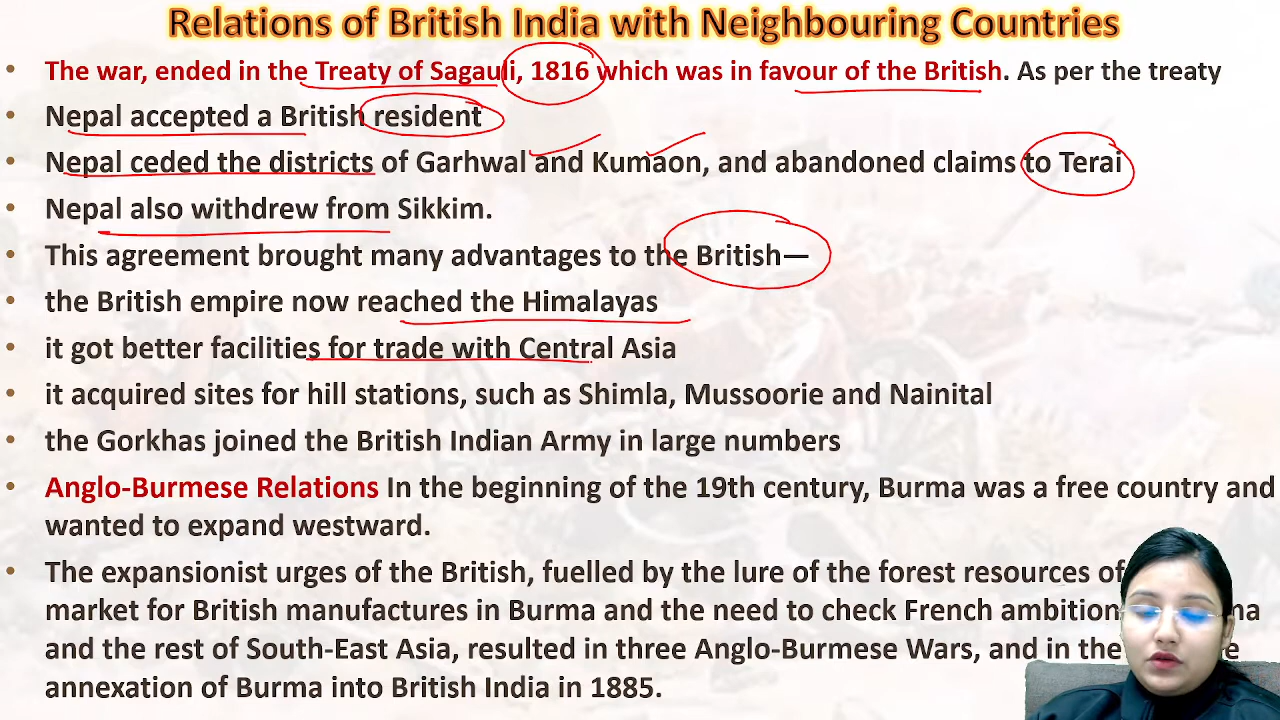 Relations of British India with Neighbouring Countries
• The war, ended in the Treaty of Sagauli, 1816 which was in favour of the British. As per the treaty
• Nepal accepted a British resident
• Nepal ceded the districts of Garhwal and Kumaon, and abandoned claims to Terai
• Nepal also withdrew from Sikkim.
• This agreement brought many advantages to the British—
• the British empire now reached the Himalayas
• it got better facilities for trade with Central Asia
• it acquired sites for hill stations, such as Shimla, Mussoorie and Nainital
• the Gorkhas joined the British Indian Army in large numbers
• Anglo-Burmese Relations In the beginning of the 19th century, Burma was a free country and
wanted to expand westward.
• The expansionist urges of the British, fuelled by the lure of the forest resources of
market for British manufactures in Burma and the need to check French
and the rest of South-East Asia, resulted in three Anglo-Burmese Wars, and in the
annexation of Burma into British India in 1885.